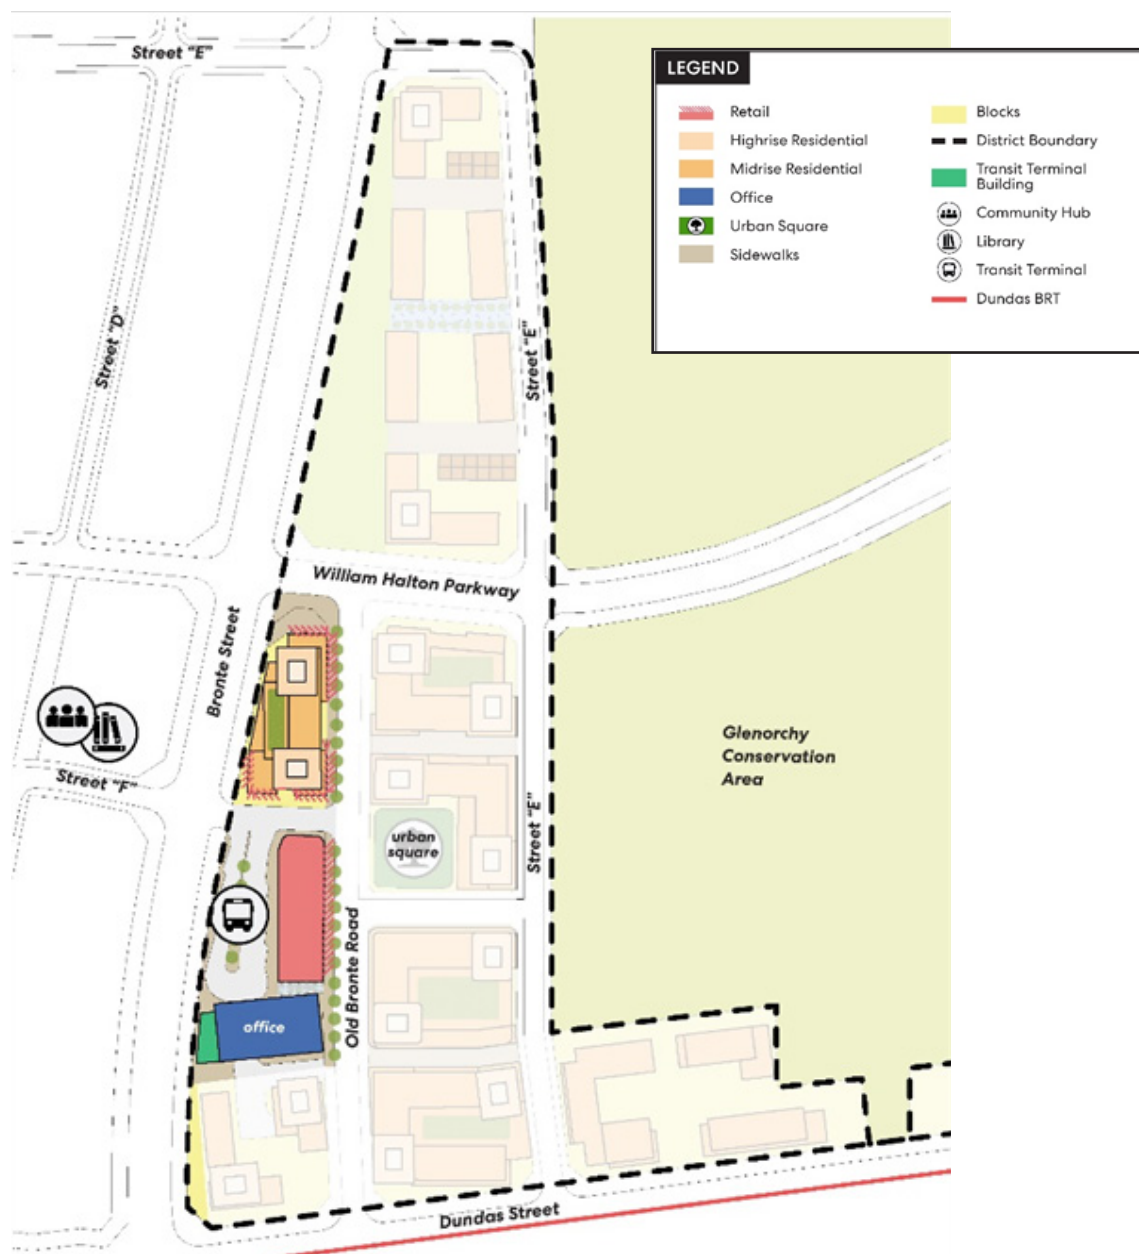 Street "E"
LEGEND
Retail
Highrise Residential
Midrise Residential
Office
Urban Square
Sidewalks
Blocks
District Boundary
Transit Terminal
Building
Community Hub
Library
Transit Terminal
Dundas BRT
Street "D"
Street "E"
William Halton Parkway
Bronte Street
Street "F"
Glenorchy
Conservation
Area
urban
square
Street "E"
Old Bronte Road
office
Dundas Street